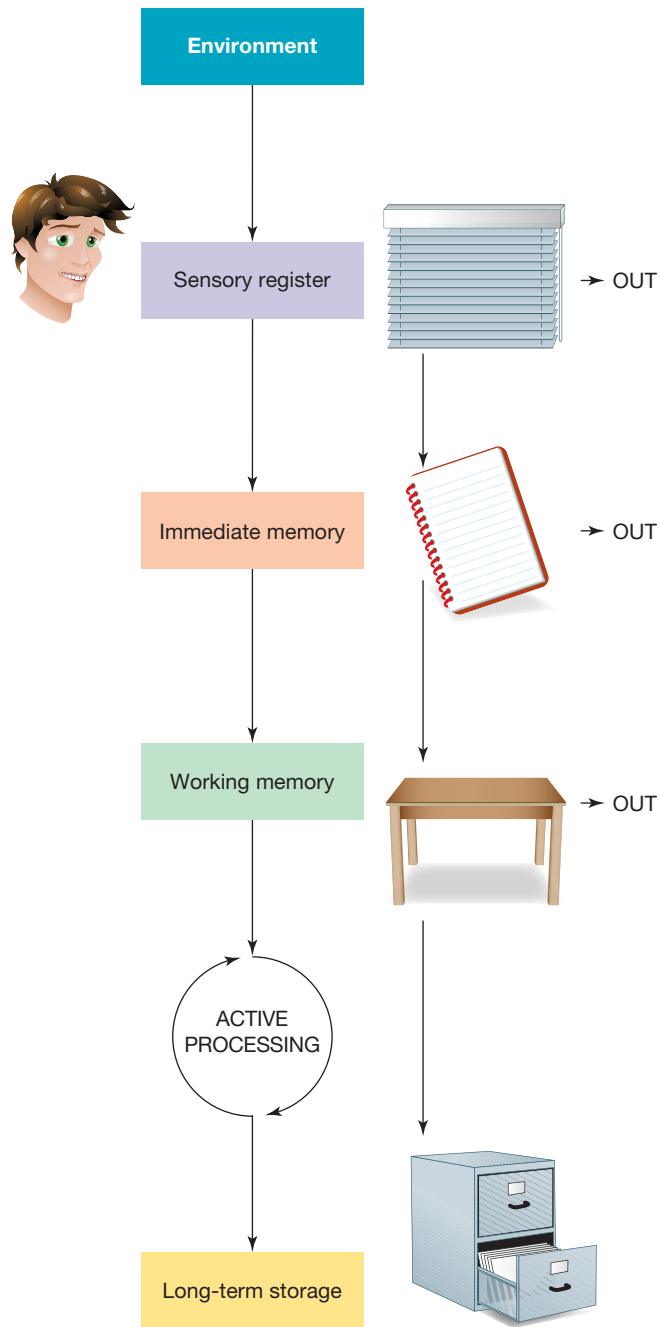 Environment
Sensory register
OUT
Immediate memory
OUT
Working memory
OUT
ACTIVE
PROCESSING
Long-term storage